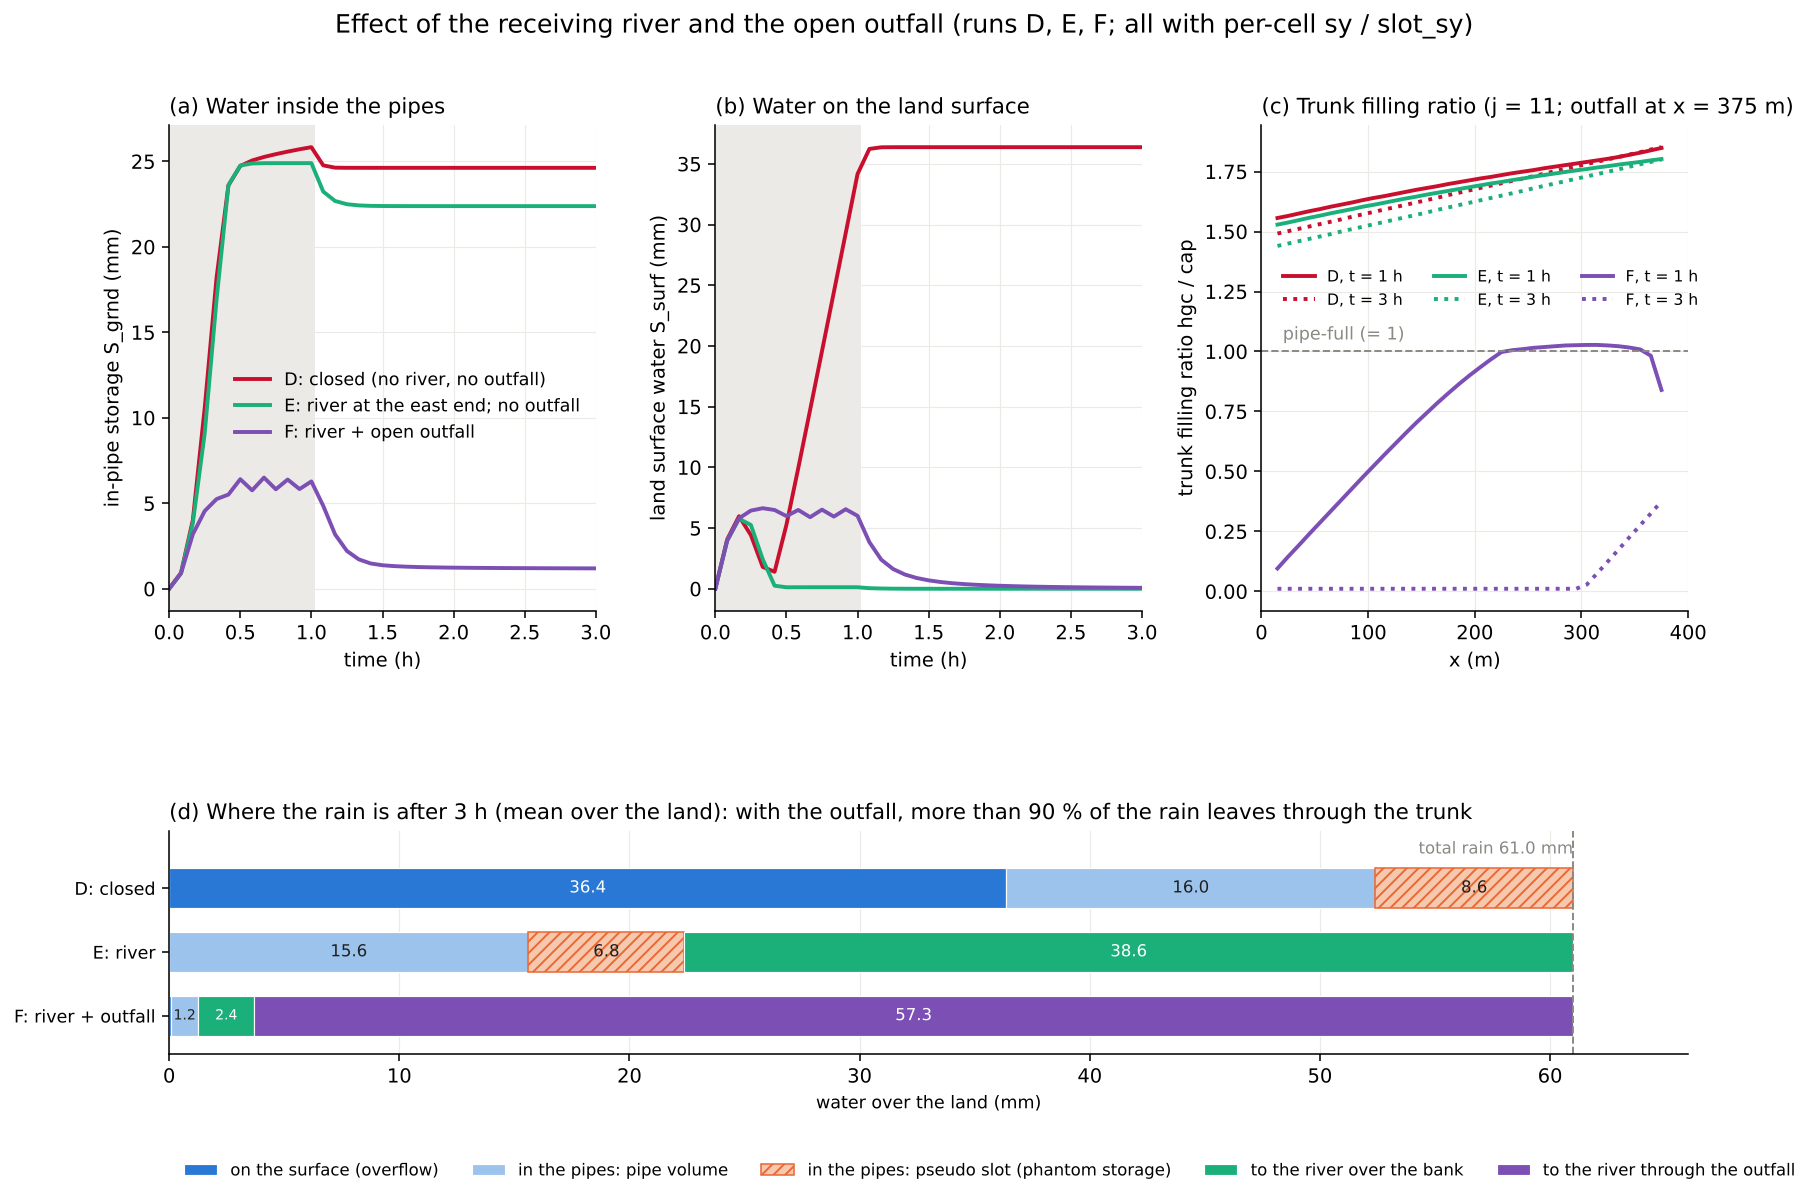 Effect of the receiving river and the open outfall (runs D, E, F; all with per-cell sy / slot_sy)
(a) Water inside the pipes
in-pipe storage S_grnd (mm)
25
20
15
10
5
0
D: closed (no river, no outfall)
E: river at the east end; no outfall
F: river + open outfall
0.0 0.5 1.0 1.5 2.0 2.5 3.0
time (h)
(b) Water on the land surface
land surface water S_surf (mm)
35
30
25
20
15
10
5
0
0.0 0.5 1.0 1.5 2.0 2.5 3.0
time (h)
(c) Trunk filling ratio (j = 11; outfall at x = 375 m)
trunk filling ratio hgc / cap
1.75
1.50
1.25
1.00
0.75
0.50
0.25
0.00
D, t = 1 h E, t = 1 h F, t = 1 h
D, t = 3 h E, t = 3 h F, t = 3 h
pipe-full (= 1)
0 100 200 300 400
x (m)
(d) Where the rain is after 3 h (mean over the land): with the outfall, more than 90 % of the rain leaves through the trunk
total rain 61.0 mm
D: closed 36.4 16.0 8.6
E: river 15.6 6.8 38.6
F: river + outfall 1.2 2.4 57.3
0 10 20 30 40 50 60
water over the land (mm)
on the surface (overflow) in the pipes: pipe volume in the pipes: pseudo slot (phantom storage) to the river over the bank to the river through the outfall